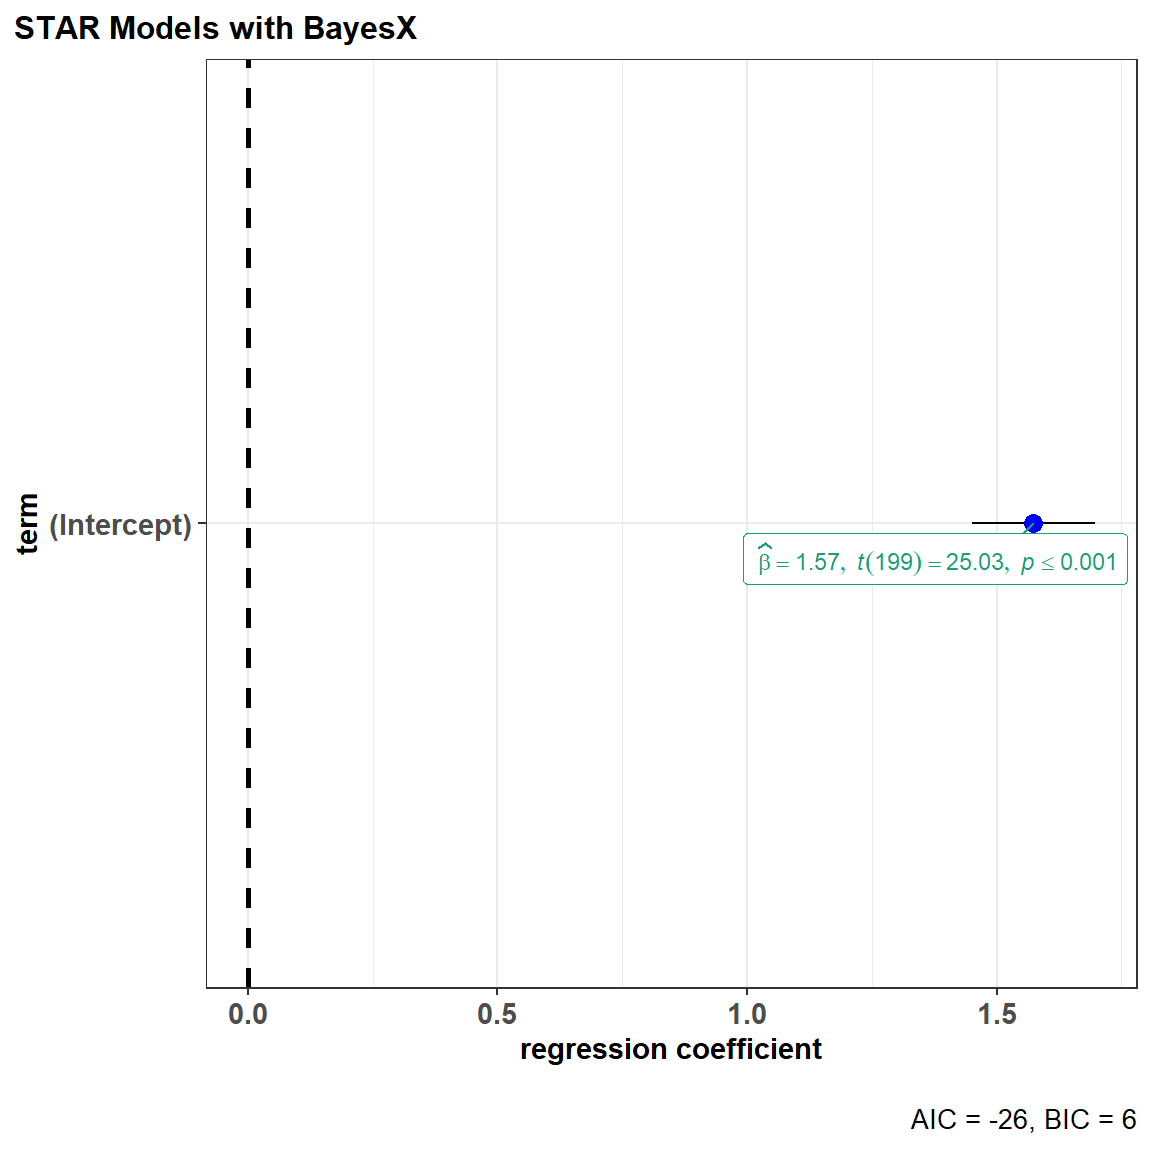 STAR Models with BayesX
term
(Intercept)
β̂ = 1.57, t(199) = 25.03, p ≤ 0.001
0.0 0.5 1.0 1.5
regression coefficient
AIC = -26, BIC = 6